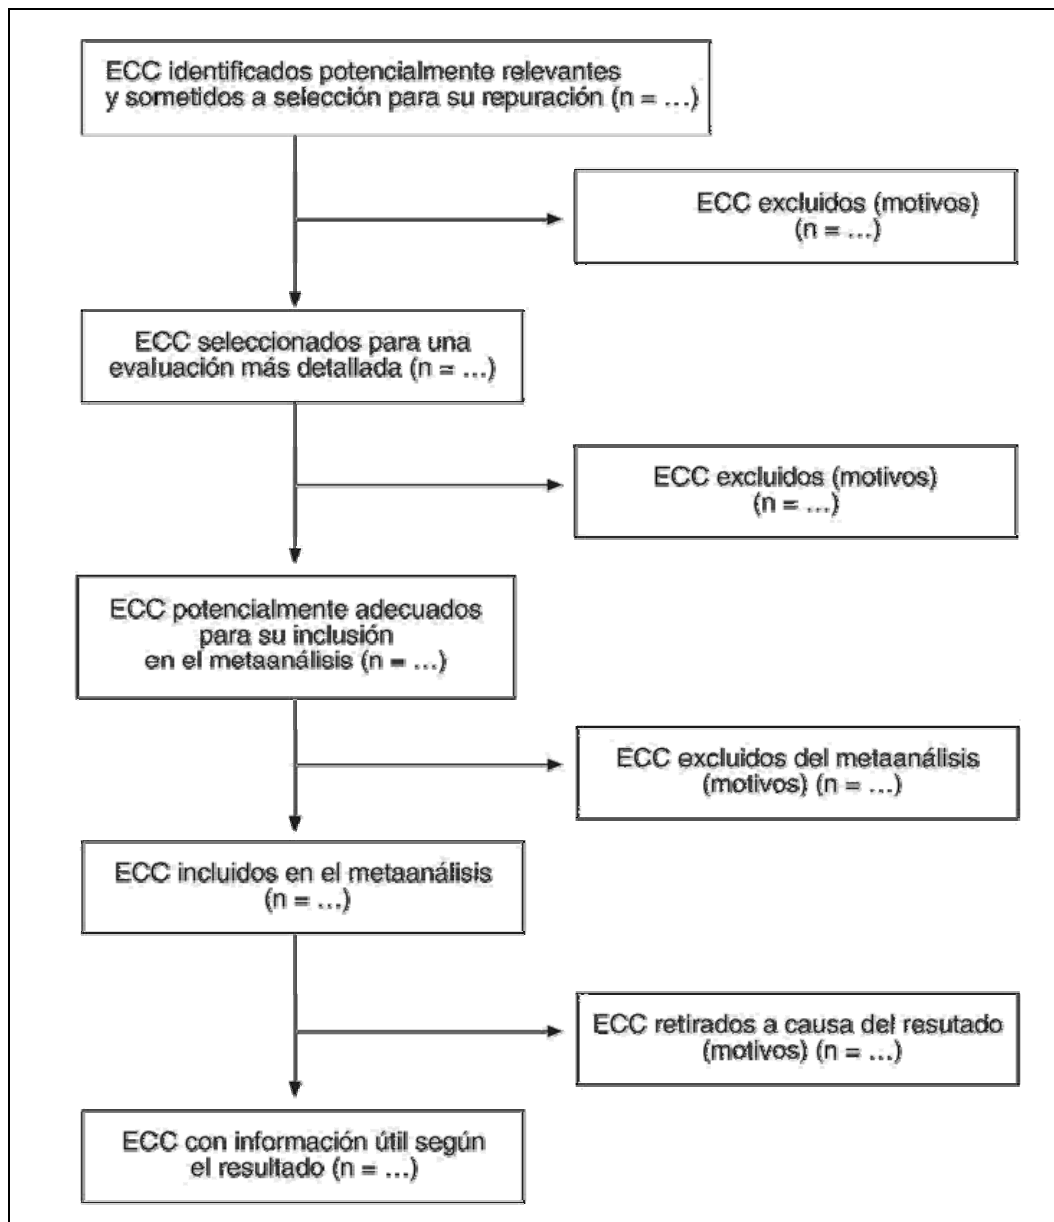 ECC identificados potencialmente relevantes
y sometidos a selección para su repuración (n = ...)
ECC excluidos (motivos)
(n = ...)
ECC seleccionados para una
evaluación más detallada (n = ...)
ECC excluidos (motivos)
(n = ...)
ECC potencialmente adecuados
para su inclusión
en el metaanálisis (n = ...)
ECC excluidos del metaanálisis
(motivos) (n = ...)
ECC incluidos en el metaanálisis
(n = ...)
ECC retirados a causa del resutado
(motivos) (n = ...)
ECC con información útil según
el resultado (n = ...)